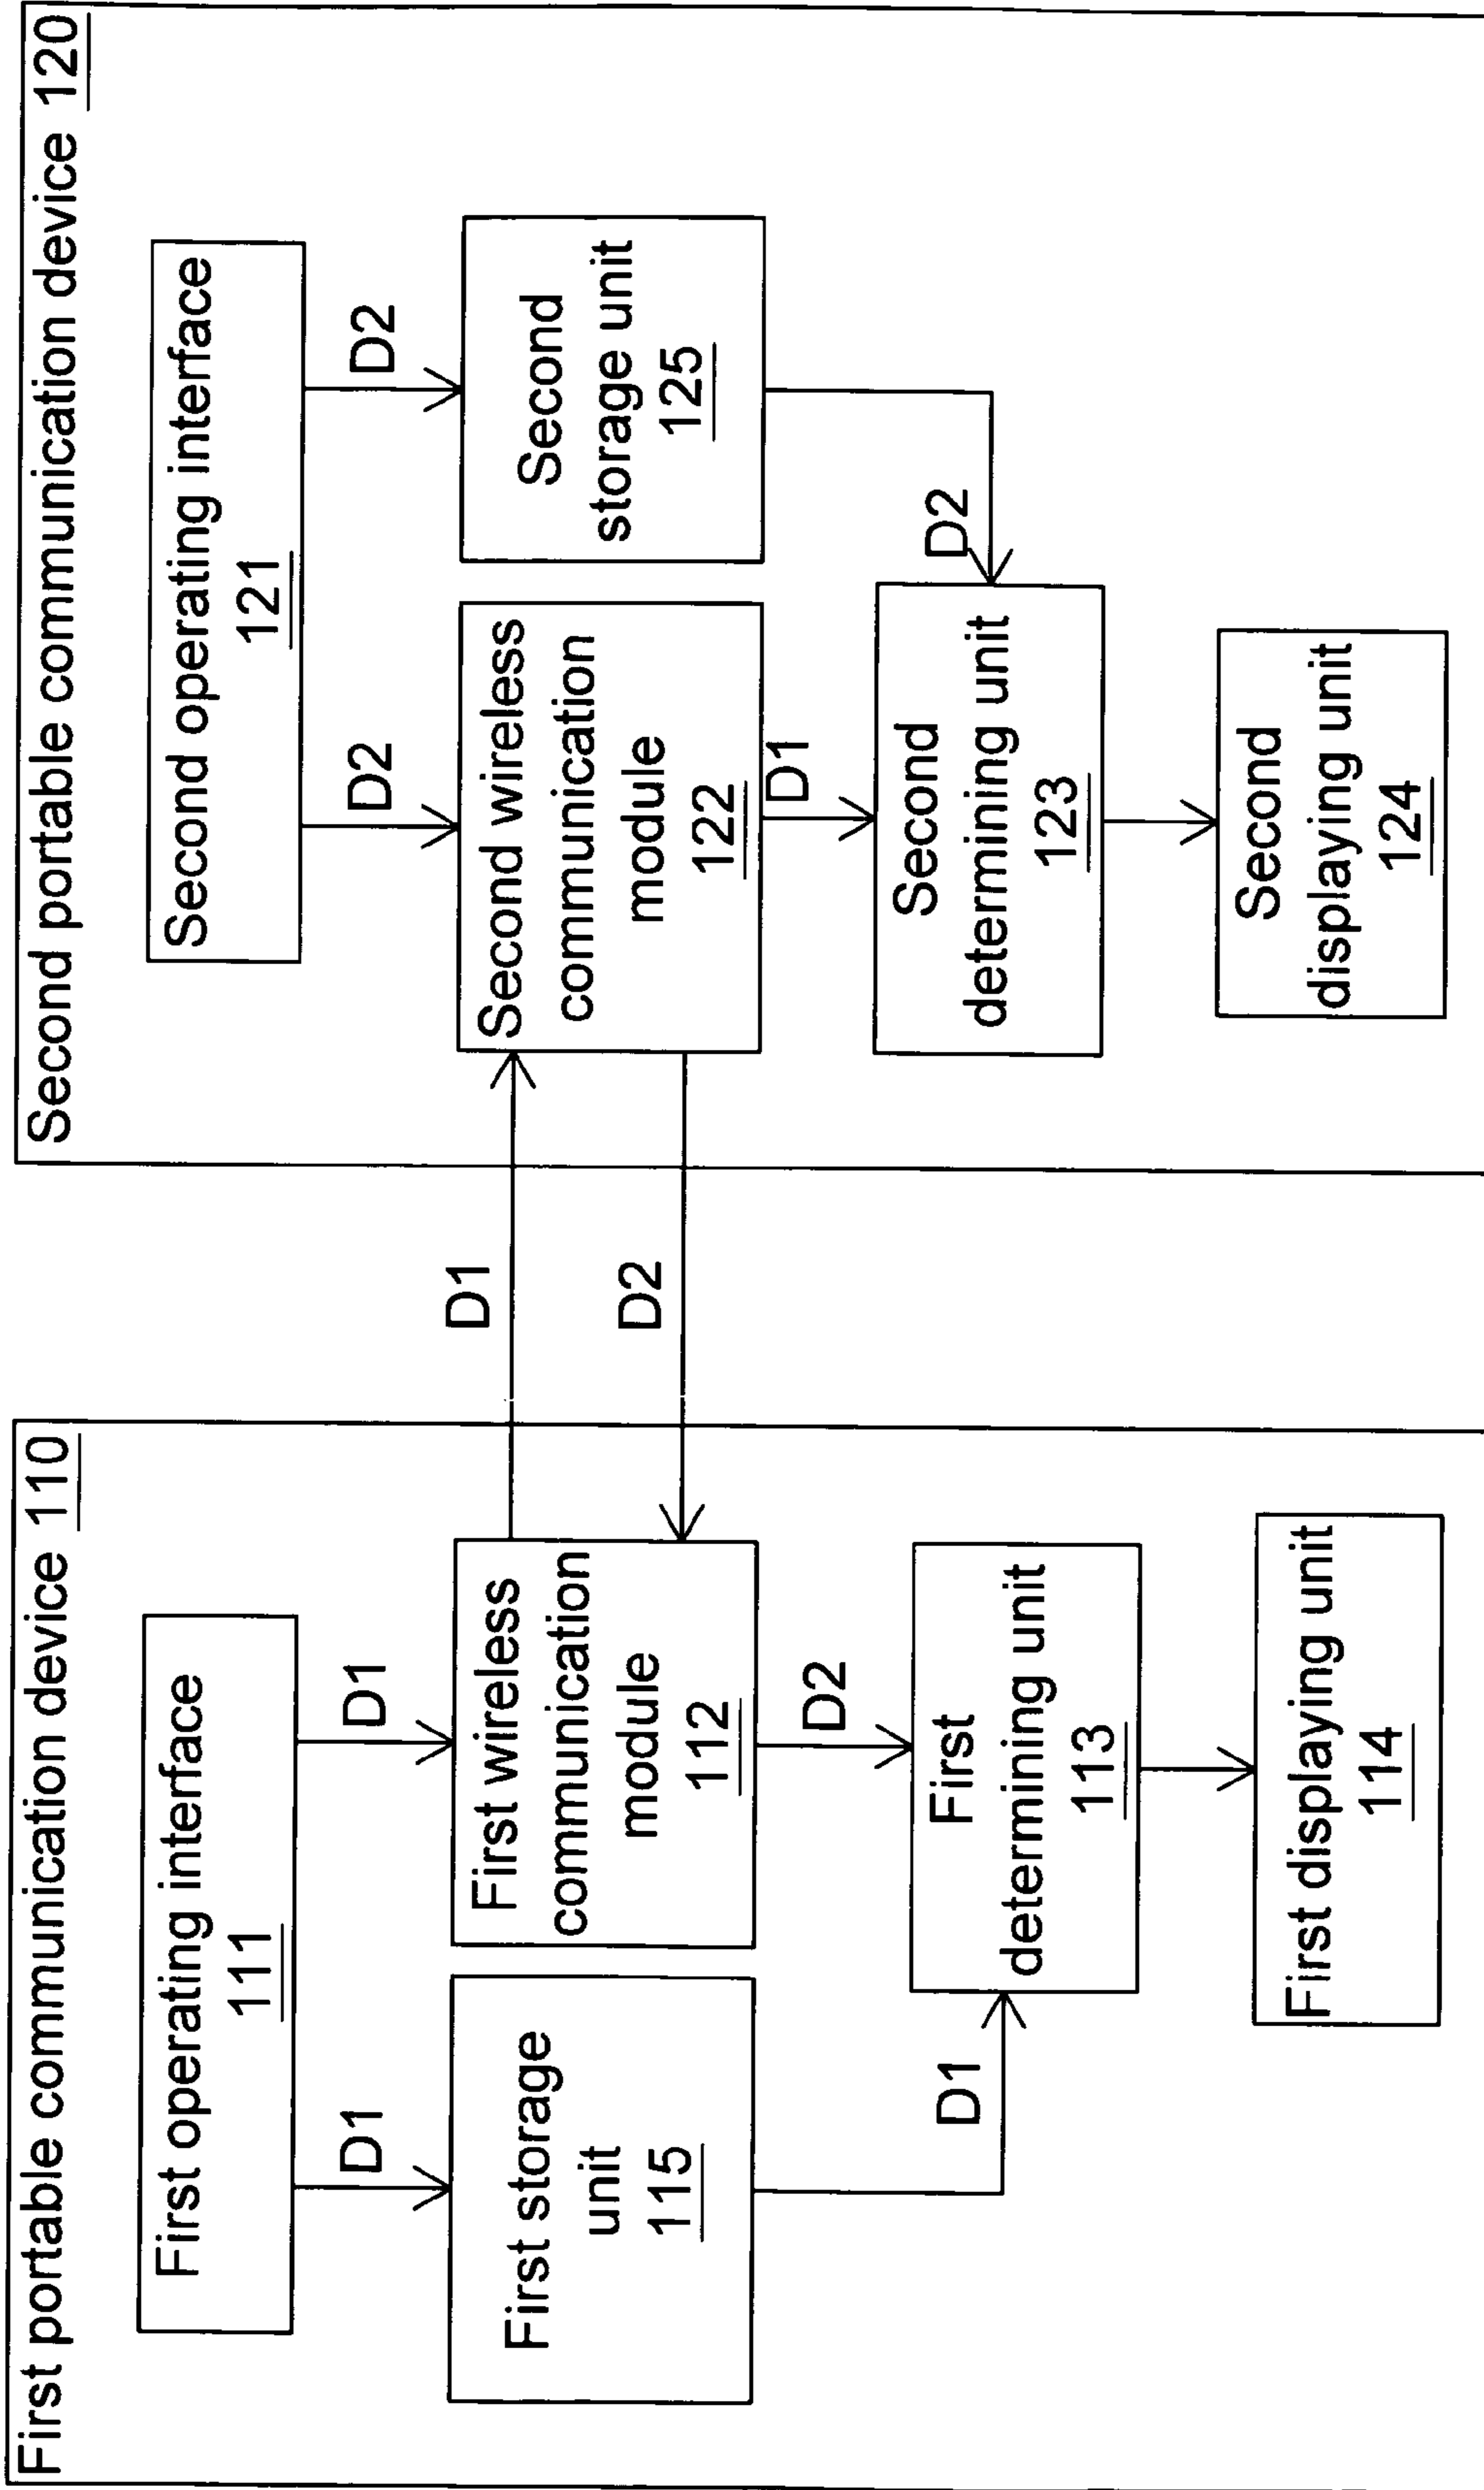 First portable communication device 110
First operating interface
111
D1
D1
First storage
unit
115
First wireless
communication
module
112
D1
D2
First
determining unit
113
First displaying unit
114
D1
D2
Second portable communication device 120
Second operating interface
121
D2
D2
Second wireless
communication
module
122
Second
storage unit
125
D1
D2
Second
determining unit
123
Second
displaying unit
124